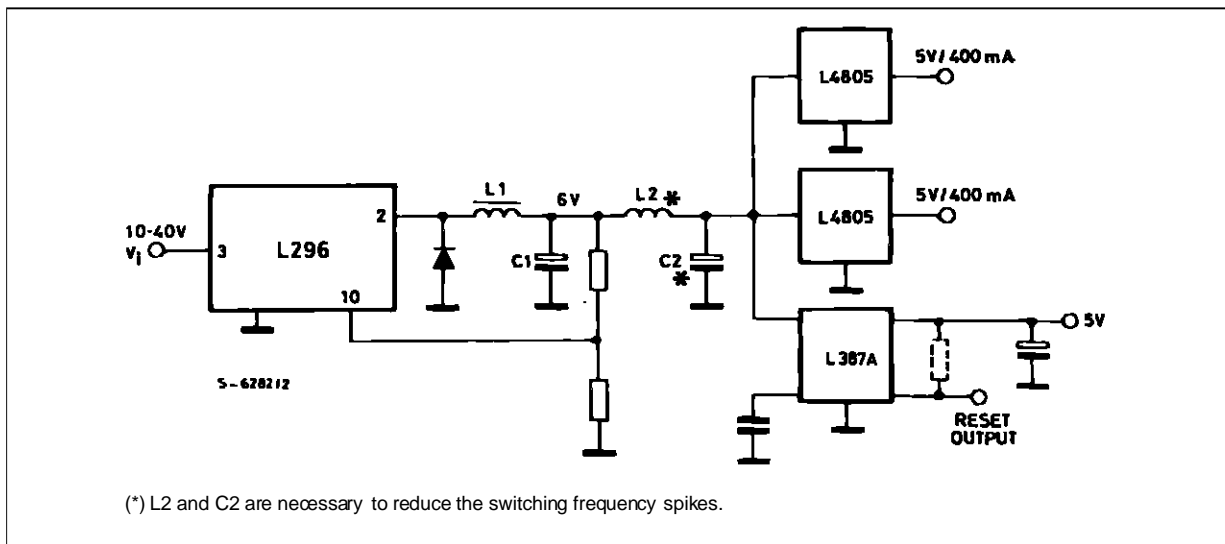 L4805
5V/ 400 mA
L1
6V
L2*
L4805
5V/ 400 mA
10-40V
Vi
3
L296
2
10
C1
C2
*
L387A
5V
RESET
OUTPUT
S-6282/2
(*) L2 and C2 are necessary to reduce the switching frequency spikes.